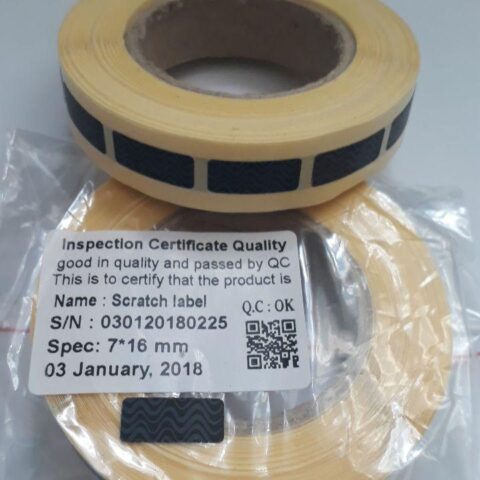 Inspection Certificate Quality
good in quality and passed by QC
This is to certify that the product is
Name : Scratch label
Q.C : OK
S/N : 030120180225
Spec: 7*16 mm
03 January, 2018